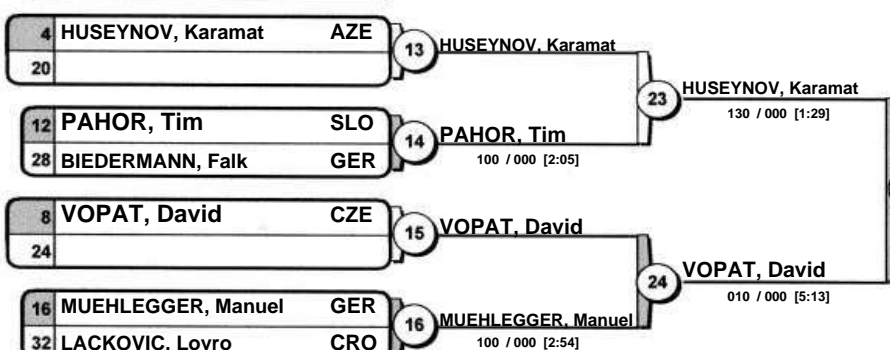 4 HUSEYNOV, Karamat AZE
20
13
HUSEYNOV, Karamat
12 PAHOR, Tim SLO
28 BIEDERMANN, Falk GER
14
PAHOR, Tim
100 / 000 [2:05]
23
HUSEYNOV, Karamat
130 / 000 [1:29]
8 VOPAT, David CZE
24
15
VOPAT, David
16 MUEHLEGGER, Manuel GER
32 LACKOVIC, Lovro CRO
16
MUEHLEGGER, Manuel
100 / 000 [2:54]
24
VOPAT, David
010 / 000 [5:13]